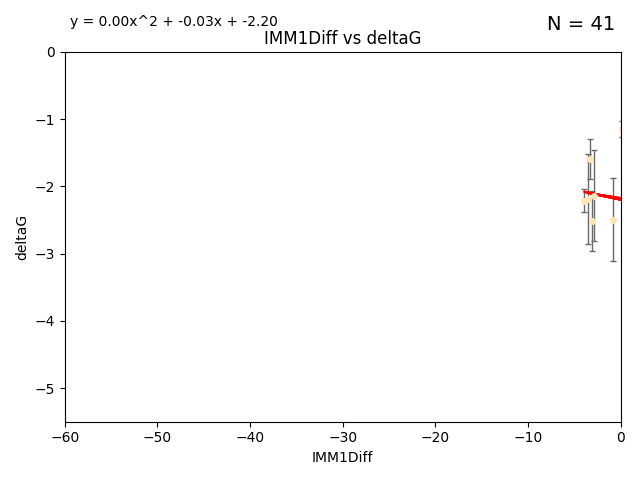 y = 0.00x^2 + -0.03x + -2.20
N = 41
IMM1Diff vs deltaG
0
−1
−2
−3
−4
−5
deltaG
−60 −50 −40 −30 −20 −10 0
IMM1Diff